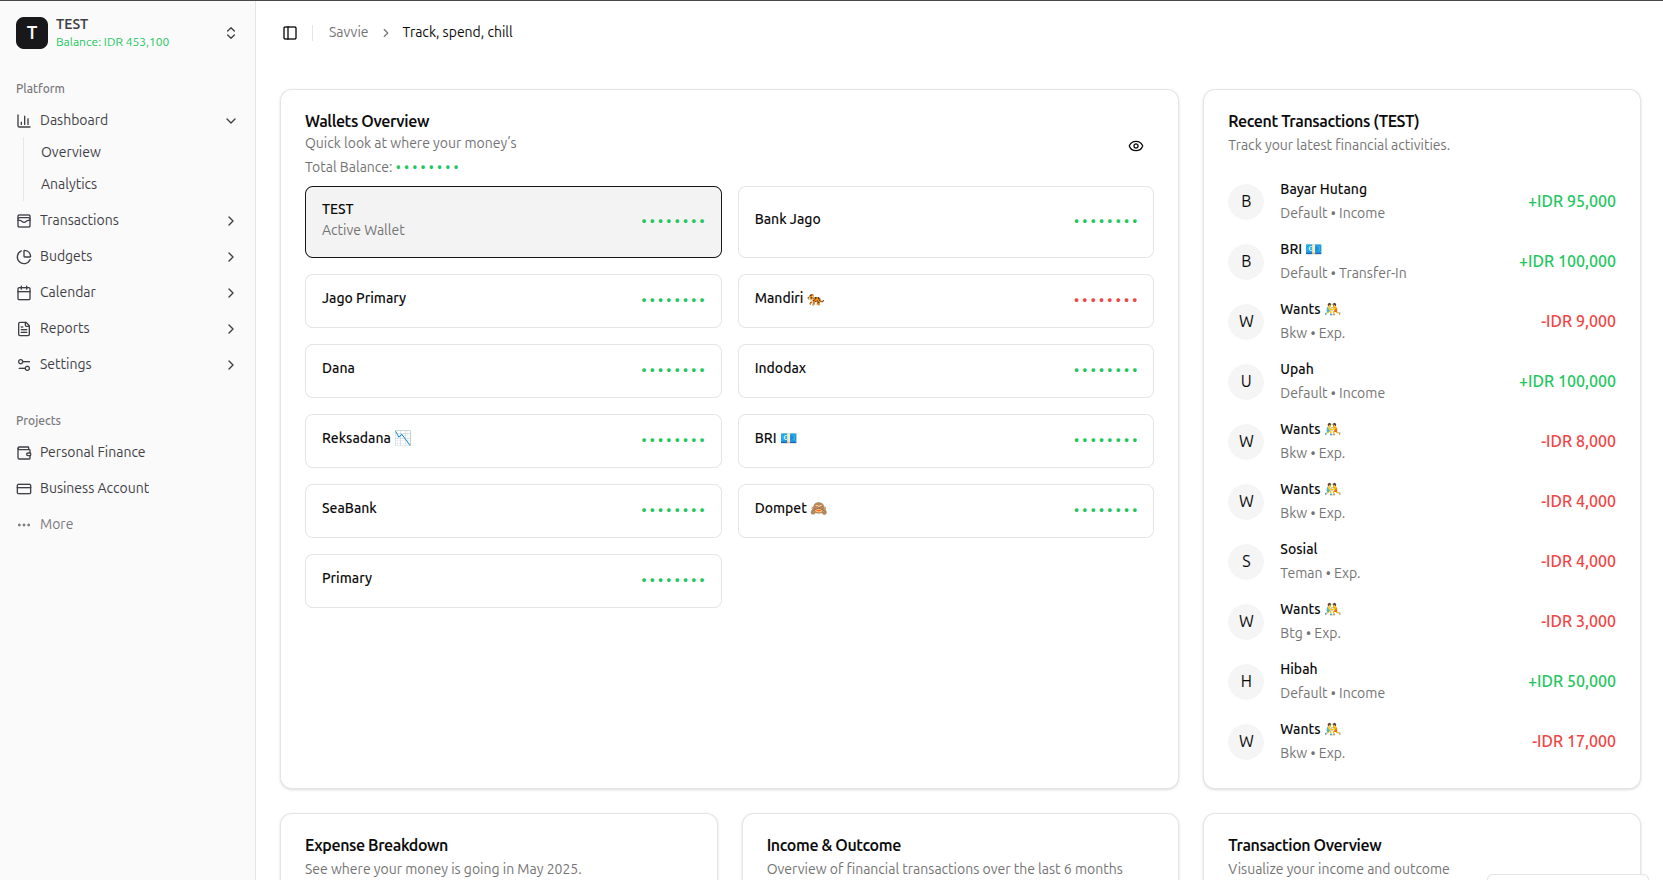 T
TEST
Balance: IDR 453,100
Platform
Dashboard
Overview
Analytics
Transactions
Budgets
Calendar
Reports
Settings
Projects
Personal Finance
Business Account
More
Savvie > Track, spend, chill
Wallets Overview
Quick look at where your money's
Total Balance: ••••••••
TEST ••••••••
Active Wallet
Bank Jago ••••••••
Jago Primary ••••••••
Mandiri 🐅 ••••••••
Dana ••••••••
Indodax ••••••••
Reksadana 📉 ••••••••
BRI 💶 ••••••••
SeaBank ••••••••
Dompet 🙈 ••••••••
Primary ••••••••
Recent Transactions (TEST)
Track your latest financial activities.
B
Bayar Hutang
Default • Income
+IDR 95,000
B
BRI 💶
Default • Transfer-In
+IDR 100,000
W
Wants 🤼
Bkw • Exp.
-IDR 9,000
U
Upah
Default • Income
+IDR 100,000
W
Wants 🤼
Bkw • Exp.
-IDR 8,000
W
Wants 🤼
Bkw • Exp.
-IDR 4,000
S
Sosial
Teman • Exp.
-IDR 4,000
W
Wants 🤼
Btg • Exp.
-IDR 3,000
H
Hibah
Default • Income
+IDR 50,000
W
Wants 🤼
Bkw • Exp.
-IDR 17,000
Expense Breakdown
See where your money is going in May 2025.
Income & Outcome
Overview of financial transactions over the last 6 months
Transaction Overview
Visualize your income and outcome